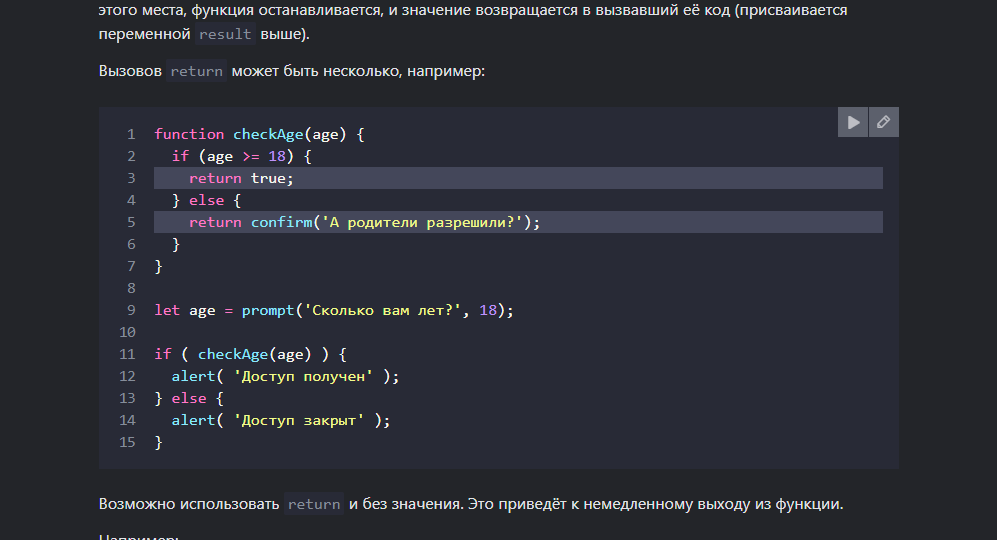 этого места, функция останавливается, и значение возвращается в вызвавший её код (присваивается
переменной result выше).
Вызовов return может быть несколько, например:
1 function checkAge(age) {
2   if (age >= 18) {
3     return true;
4   } else {
5     return confirm('А родители разрешили?');
6   }
7 }
8
9 let age = prompt('Сколько вам лет?', 18);
10
11 if ( checkAge(age) ) {
12   alert( 'Доступ получен' );
13 } else {
14   alert( 'Доступ закрыт' );
15 }
Возможно использовать return и без значения. Это приведёт к немедленному выходу из функции.
Например: